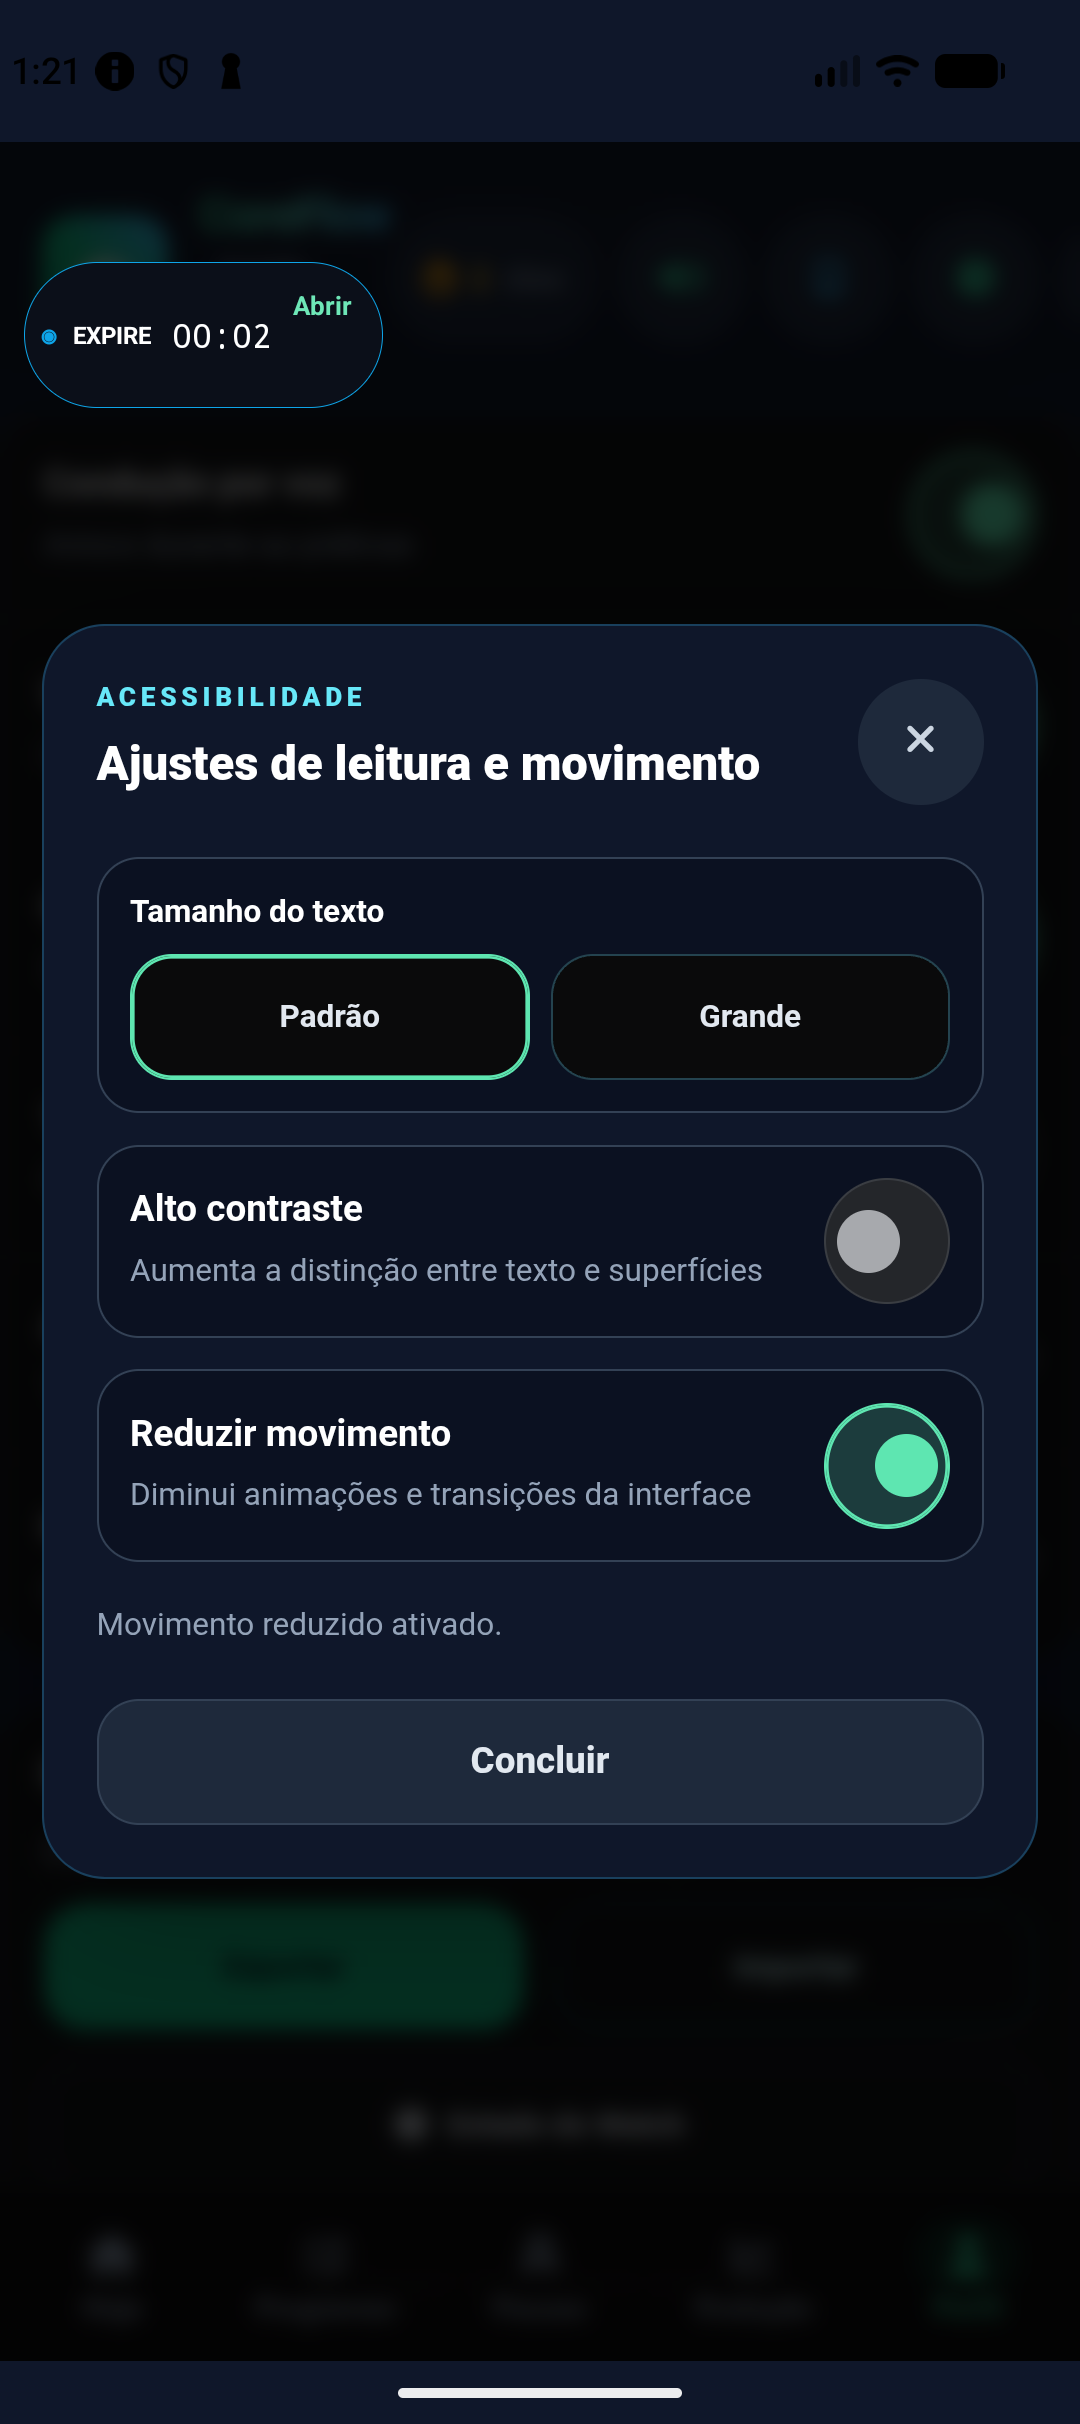 1:21
Abrir
EXPIRE 00:02
ACESSIBILIDADE
Ajustes de leitura e movimento
Tamanho do texto
Padrão
Grande
Alto contraste
Aumenta a distinção entre texto e superfícies
Reduzir movimento
Diminui animações e transições da interface
Movimento reduzido ativado.
Concluir